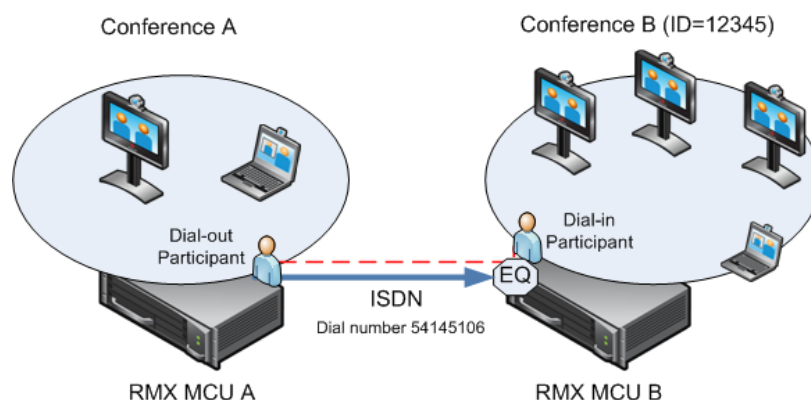 Conference A
Conference B (ID=12345)
Dial-out
Participant
Dial-in
Participant
EQ
ISDN
Dial number 54145106
RMX MCU A
RMX MCU B